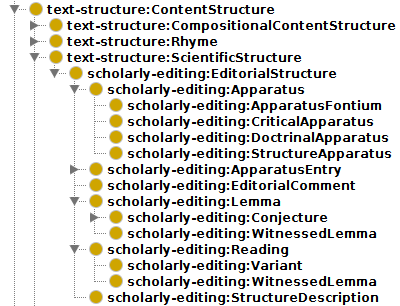 text-structure:ContentStructure
text-structure:CompositionalContentStructure
text-structure:Rhyme
text-structure:ScientificStructure
scholarly-editing:EditorialStructure
scholarly-editing:Apparatus
scholarly-editing:ApparatusFontium
scholarly-editing:CriticalApparatus
scholarly-editing:DoctrinalApparatus
scholarly-editing:StructureApparatus
scholarly-editing:ApparatusEntry
scholarly-editing:EditorialComment
scholarly-editing:Lemma
scholarly-editing:Conjecture
scholarly-editing:WitnessedLemma
scholarly-editing:Reading
scholarly-editing:Variant
scholarly-editing:WitnessedLemma
scholarly-editing:StructureDescription